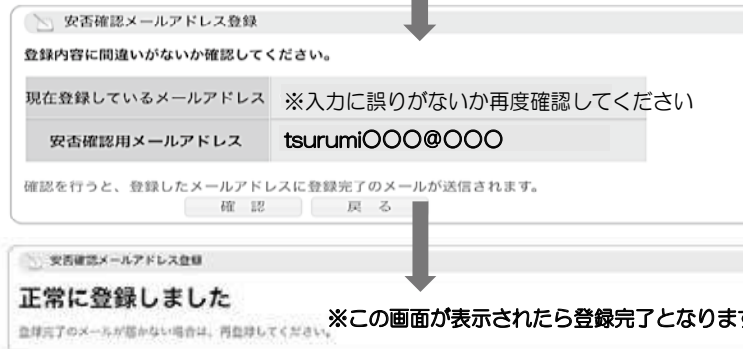 安否確認メールアドレス登録
登録内容に間違いがないか確認してください。
現在登録しているメールアドレス ※入力に誤りがないか再度確認してください
安否確認用メールアドレス tsurumi〇〇〇@〇〇〇
確認を行うと、登録したメールアドレスに登録完了のメールが送信されます。
確 認 戻 る
安否確認メールアドレス登録
正常に登録しました
※この画面が表示されたら登録完了となります
登録完了のメールが届かない場合は、再登録してください。